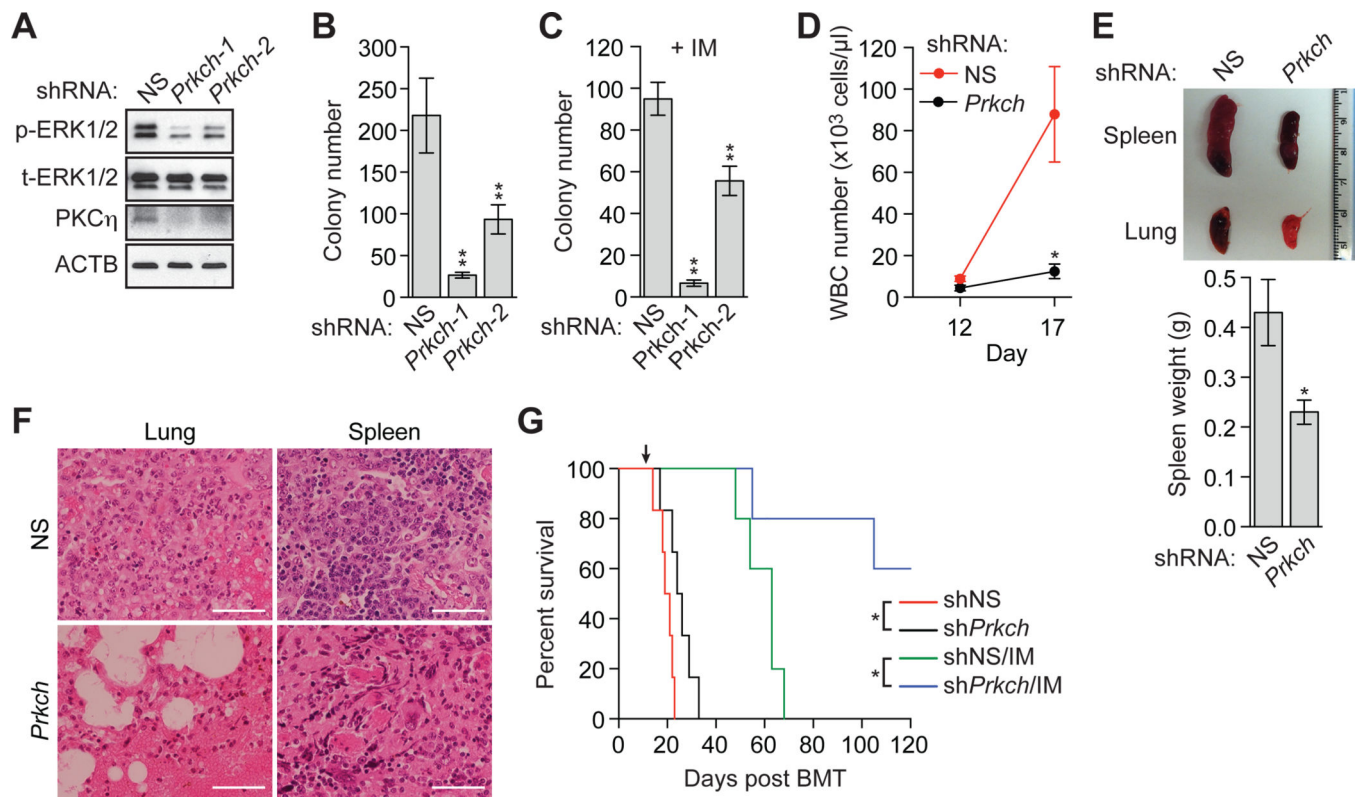 A
shRNA:
NS
Prkch-1
Prkch-2
p-ERK1/2
t-ERK1/2
PKCη
ACTB
B
300
250
200
150
100
50
0
Colony number
**
**
shRNA:
NS
Prkch-1
Prkch-2
C
+ IM
120
100
80
60
40
20
0
Colony number
**
**
shRNA:
NS
Prkch-1
Prkch-2
D
shRNA:
NS
Prkch
120
100
80
60
40
20
0
WBC number (x10³ cells/µl)
*
12
17
Day
E
shRNA:
NS
Prkch
Spleen
Lung
0.5
0.4
0.3
0.2
0.1
0.0
Spleen weight (g)
*
shRNA:
NS
Prkch
F
Lung
Spleen
NS
Prkch
G
100
80
60
40
20
0
Percent survival
0
20
40
60
80
100
120
Days post BMT
* shNS
shPrkch
* shNS/IM
shPrkch/IM